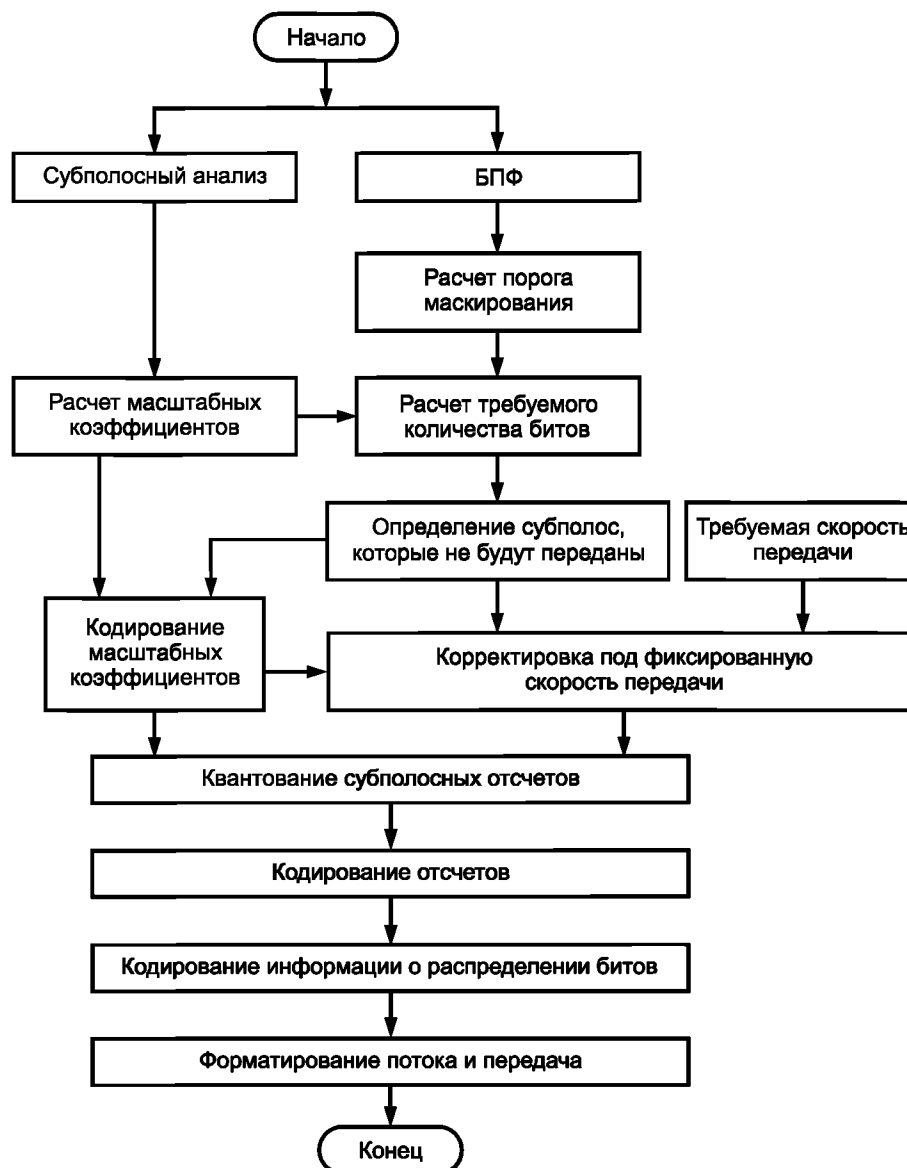 Начало
Субполосный анализ
БПФ
Расчет порога
маскирования
Расчет масштабных
коэффициентов
Расчет требуемого
количества битов
Определение субполос,
которые не будут переданы
Требуемая скорость
передачи
Кодирование
масштабных
коэффициентов
Корректировка под фиксированную
скорость передачи
Квантование субполосных отсчетов
Кодирование отсчетов
Кодирование информации о распределении битов
Форматирование потока и передача
Конец